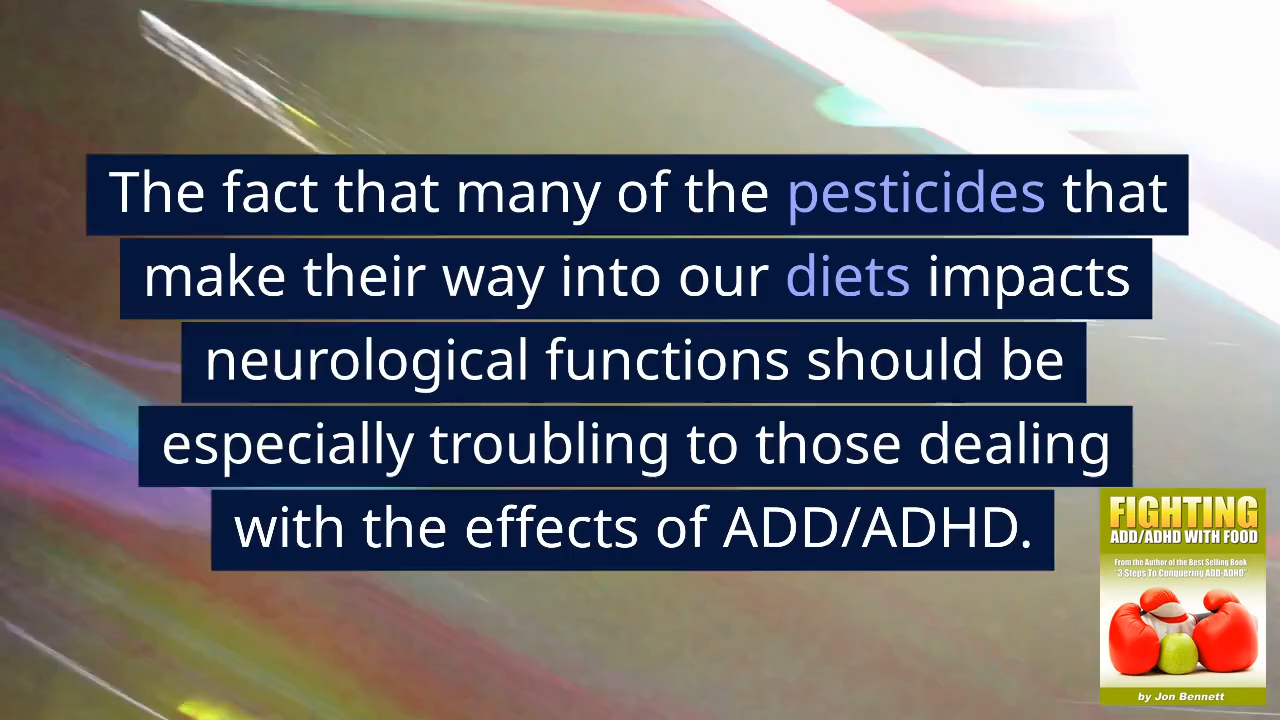 The fact that many of the pesticides that
make their way into our diets impacts
neurological functions should be
especially troubling to those dealing
with the effects of ADD/ADHD.
FIGHTING
ADD/ADHD WITH FOOD
From the Author of the Best Selling Book
"3 Steps To Conquering ADD-ADHD"
by Jon Bennett